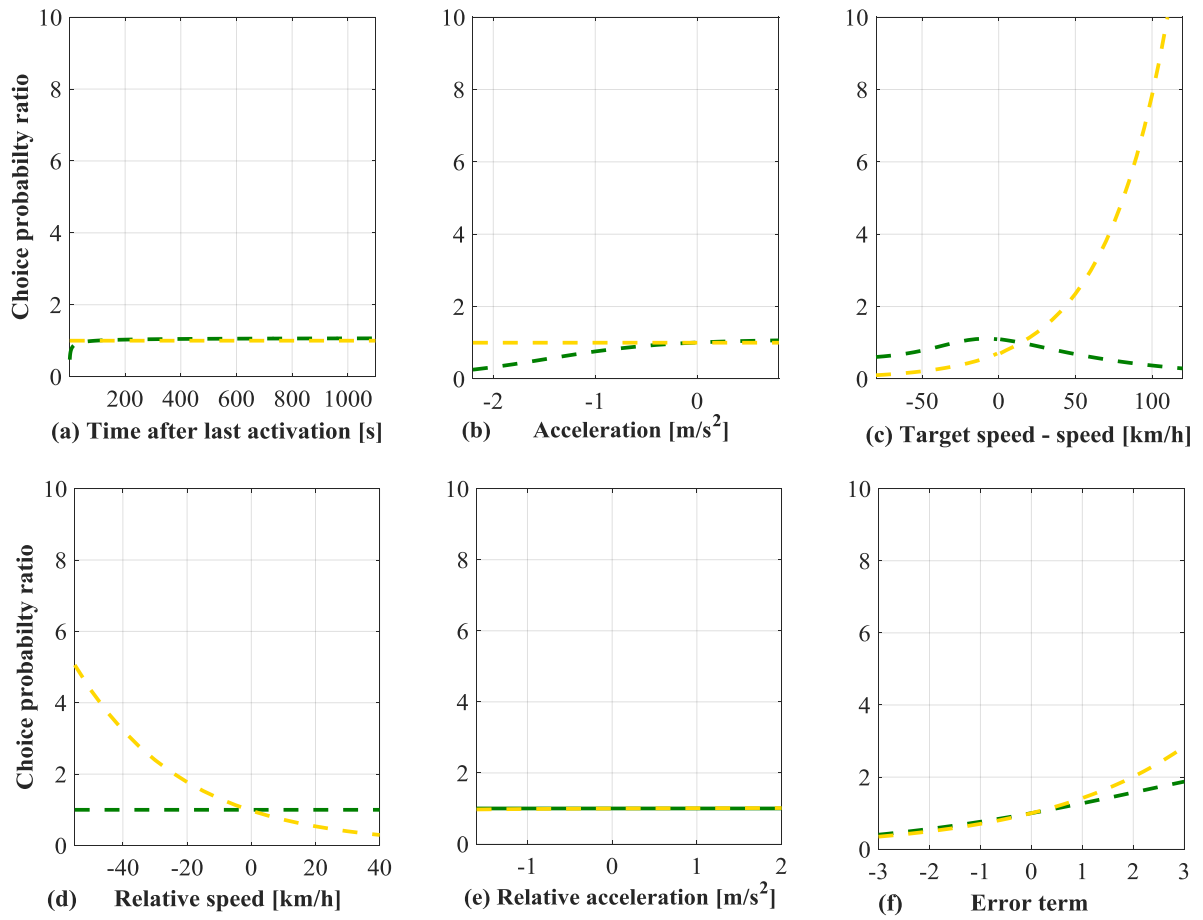 10 10 10
8 8 8
6 6 6
4 4 4
2 2 2
0 0 0
Choice probabilty ratio
200 400 600 800 1000
-2 -1 0
-50 0 50 100
(a) Time after last activation [s]
(b) Acceleration [m/s²]
(c) Target speed - speed [km/h]
10 10 10
8 8 8
6 6 6
4 4 4
2 2 2
0 0 0
Choice probabilty ratio
-40 -20 0 20 40
-1 0 1 2
-3 -2 -1 0 1 2 3
(d) Relative speed [km/h]
(e) Relative acceleration [m/s²]
(f) Error term